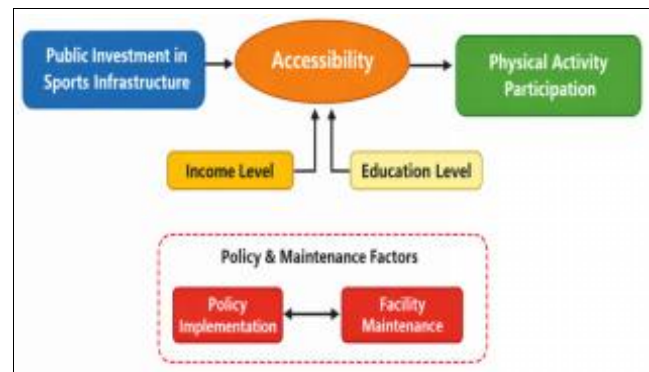 Public Investment in
Sports Infrastructure
Accessibility
Physical Activity
Participation
Income Level
Education Level
Policy & Maintenance Factors
Policy
Implementation
Facility
Maintenance